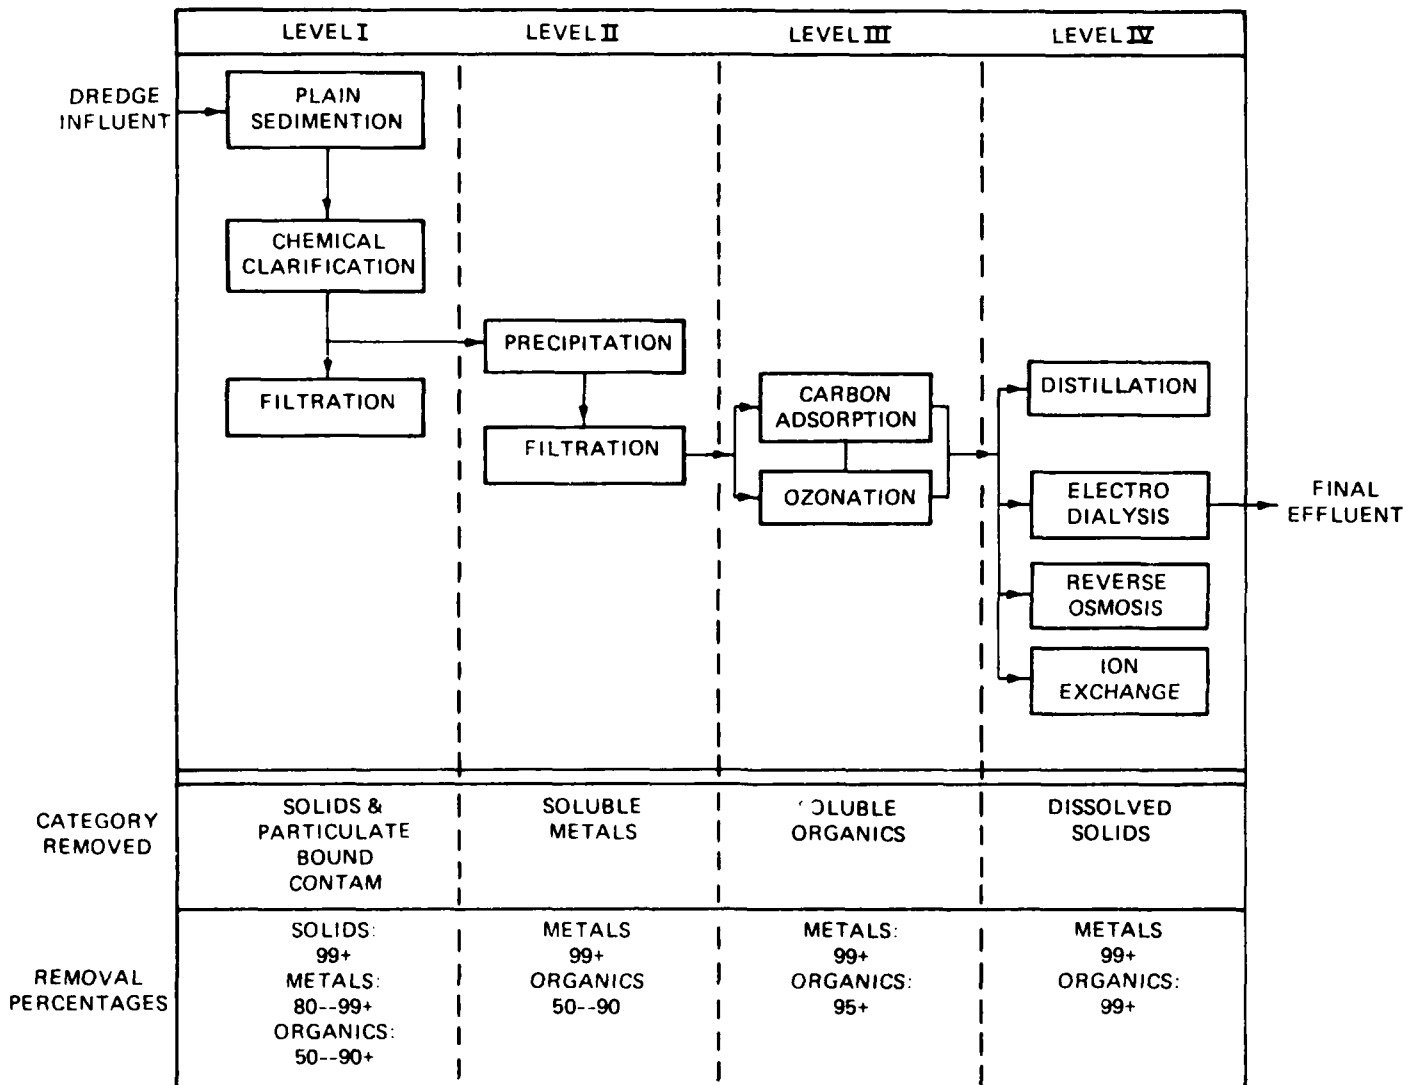 LEVEL I
LEVEL II
LEVEL III
LEVEL IV
DREDGE
INFLUENT
PLAIN
SEDIMENTION
CHEMICAL
CLARIFICATION
FILTRATION
PRECIPITATION
FILTRATION
CARBON
ADSORPTION
OZONATION
DISTILLATION
ELECTRO
DIALYSIS
REVERSE
OSMOSIS
ION
EXCHANGE
FINAL
EFFLUENT
CATEGORY
REMOVED
SOLIDS &
PARTICULATE
BOUND
CONTAM
SOLUBLE
METALS
ORGANICS
DISSOLVED
SOLIDS
REMOVAL
PERCENTAGES
SOLIDS:
99+
METALS:
80--99+
ORGANICS:
50--90+
METALS
99+
ORGANICS
50--90
METALS:
99+
ORGANICS:
95+
METALS
99+
ORGANICS:
99+